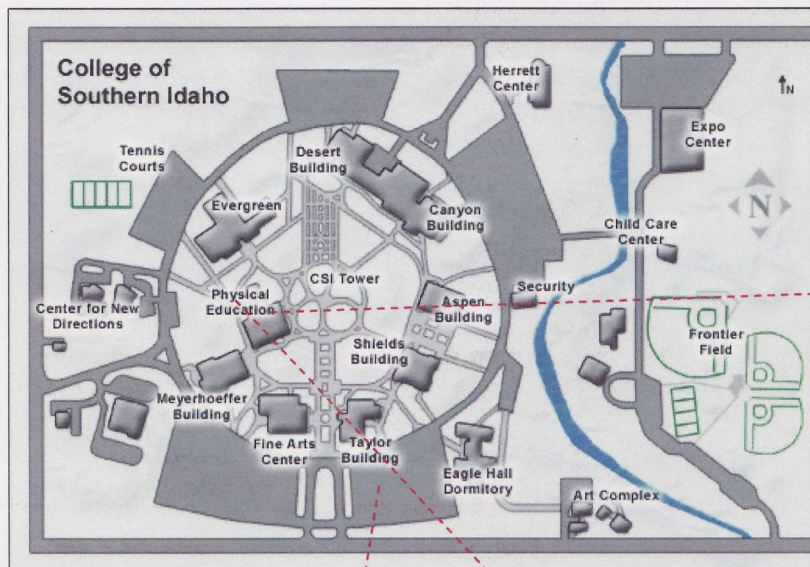 College of
Southern Idaho
Herrett
Center
N
Expo
Center
Tennis
Courts
Desert
Building
Evergreen
Canyon
Building
N
Child Care
Center
CSI Tower
Security
Physical
Education
Aspen
Building
Center for New
Directions
Frontier
Field
Shields
Building
Meyerhoeffer
Building
Fine Arts
Center
Taylor
Building
Eagle Hall
Dormitory
Art Complex